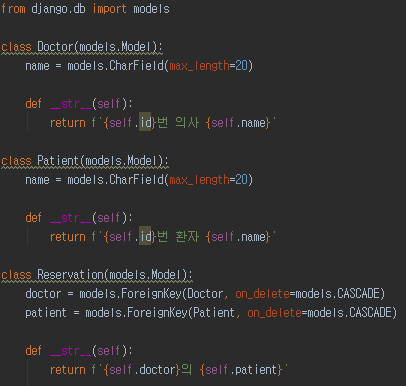 from django.db import models
class Doctor(models.Model):
    name = models.CharField(max_length=20)
    def __str__(self):
        return f'{self.id}번 의사 {self.name}'
class Patient(models.Model):
    name = models.CharField(max_length=20)
    def __str__(self):
        return f'{self.id}번 환자 {self.name}'
class Reservation(models.Model):
    doctor = models.ForeignKey(Doctor, on_delete=models.CASCADE)
    patient = models.ForeignKey(Patient, on_delete=models.CASCADE)
    def __str__(self):
        return f'{self.doctor}의 {self.patient}'